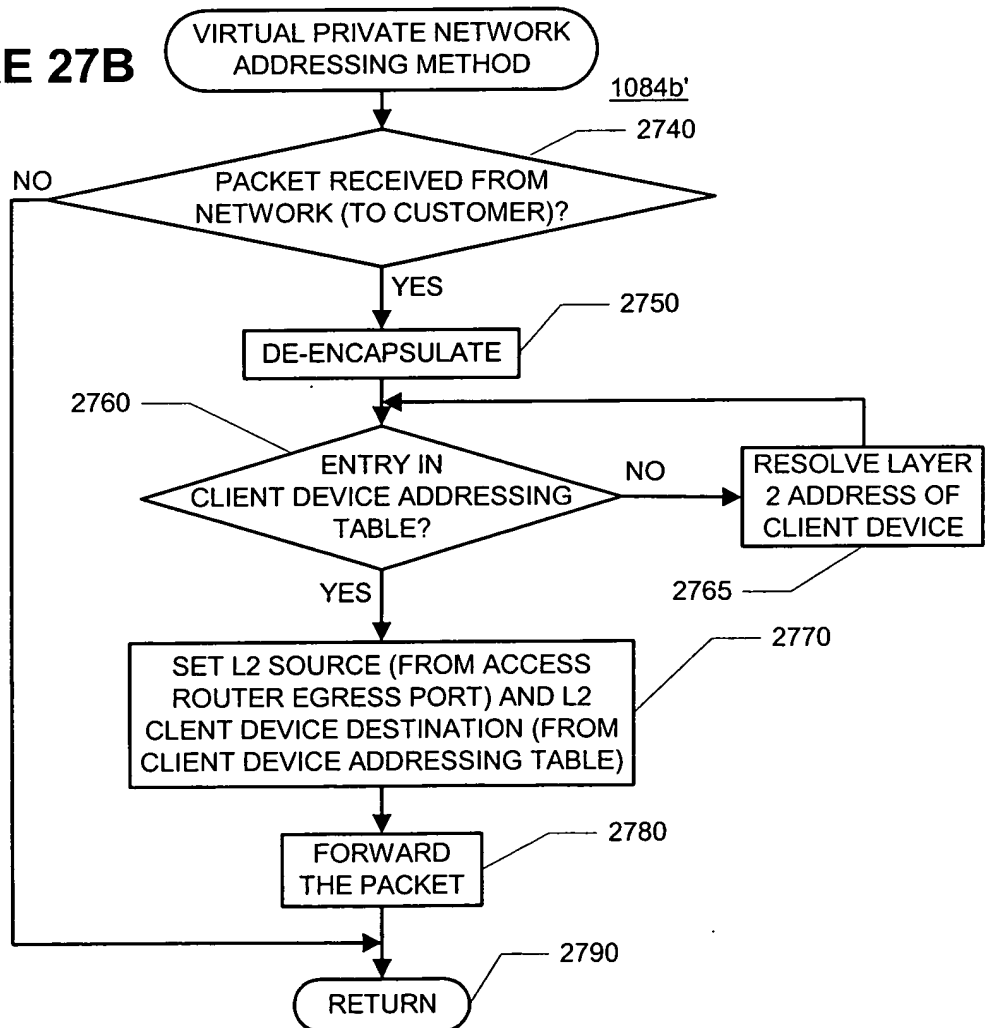 VIRTUAL PRIVATE NETWORK
ADDRESSING METHOD
E 27B
1084b'
2740
NO
PACKET RECEIVED FROM
NETWORK (TO CUSTOMER)?
YES
2750
DE-ENCAPSULATE
2760
ENTRY IN
CLIENT DEVICE ADDRESSING
TABLE?
NO
RESOLVE LAYER
2 ADDRESS OF
CLIENT DEVICE
2765
YES
2770
SET L2 SOURCE (FROM ACCESS
ROUTER EGRESS PORT) AND L2
CLENT DEVICE DESTINATION (FROM
CLIENT DEVICE ADDRESSING TABLE)
2780
FORWARD
THE PACKET
2790
RETURN